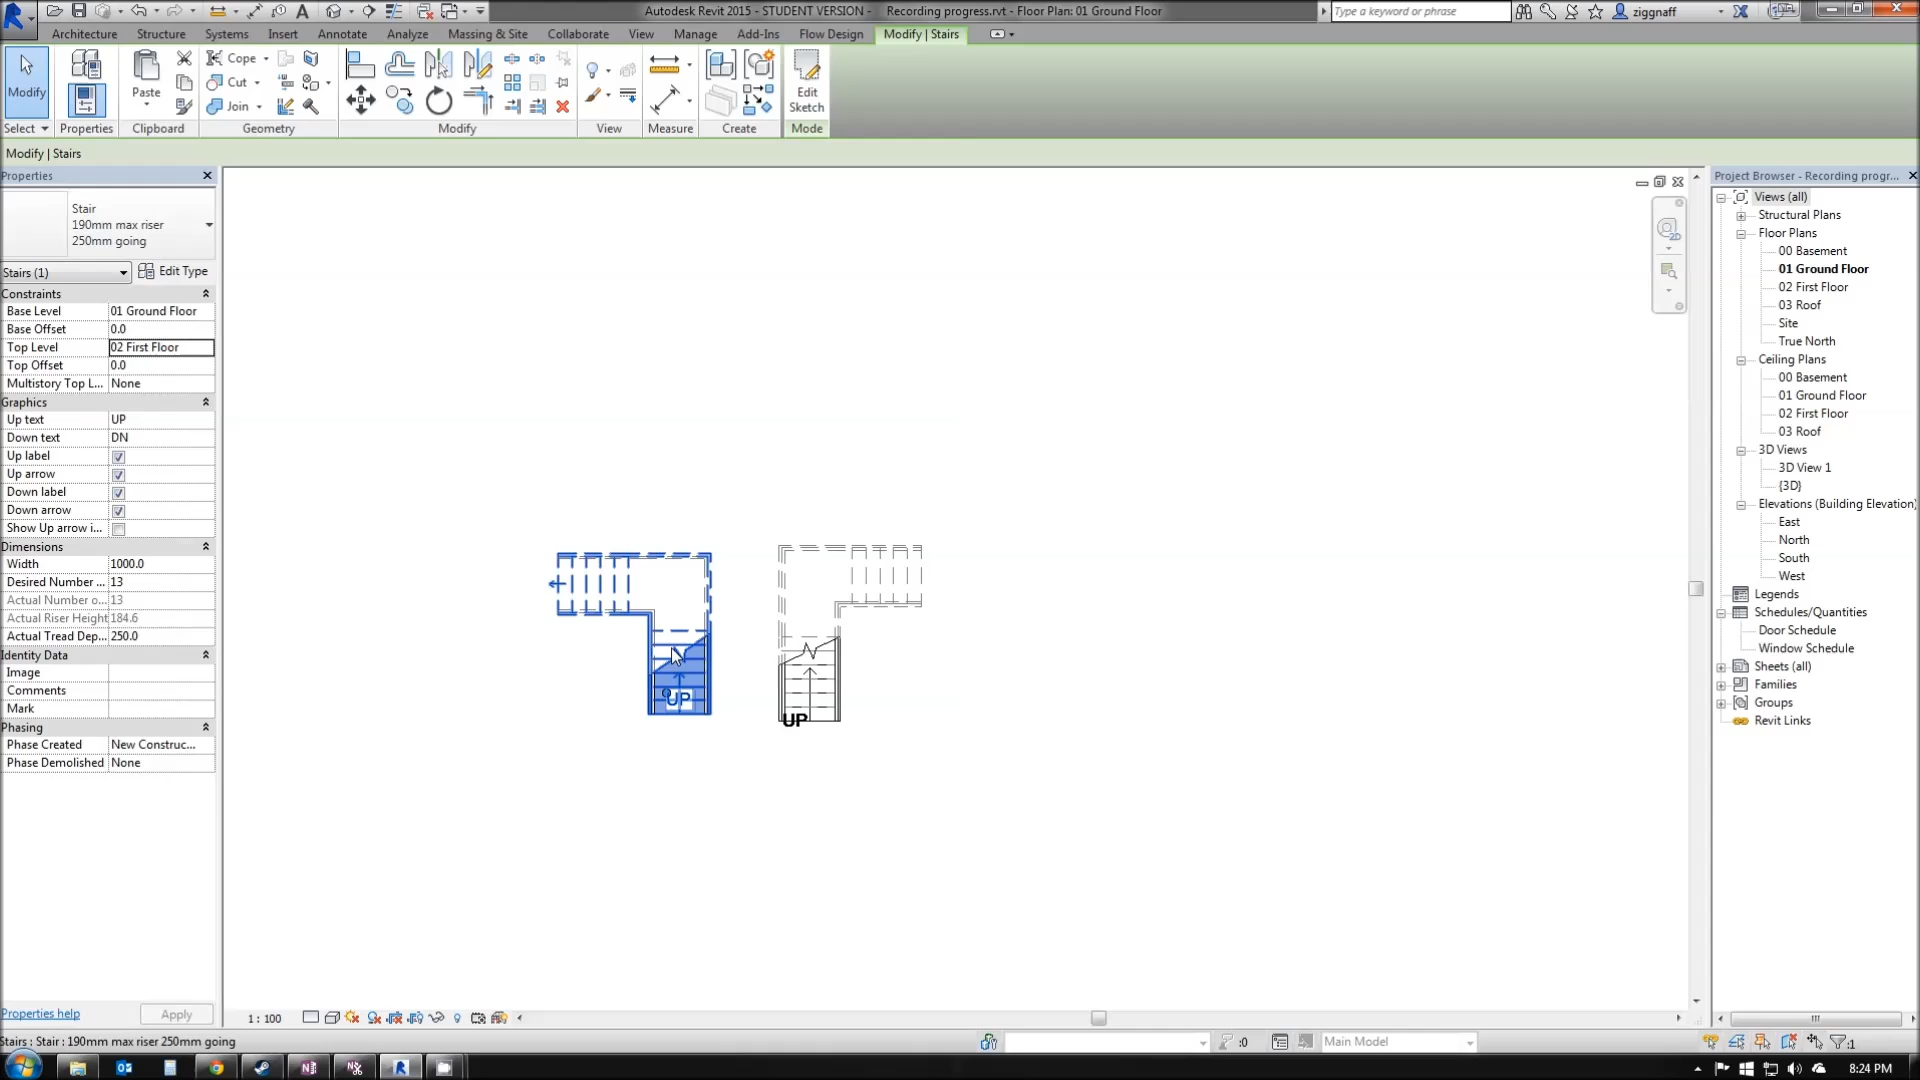 Autodesk Revit 2015 - STUDENT VERSION - Recording progress.rvt - Floor Plan: 01 Ground Floor
Type a keyword or phrase
ziggnaff
Architecture Structure Systems Insert Annotate Analyze Massing & Site Collaborate View Manage Add-Ins Flow Design Modify | Stairs
Modify
Paste
Cope
Cut
Join
Edit Sketch
Select Properties Clipboard Geometry Modify View Measure Create Mode
Modify | Stairs
Properties
Stair
190mm max riser
250mm going
Stairs (1) Edit Type
Constraints
Base Level 01 Ground Floor
Base Offset 0.0
Top Level 02 First Floor
Top Offset 0.0
Multistory Top L... None
Graphics
Up text UP
Down text DN
Up label
Up arrow
Down label
Down arrow
Show Up arrow i...
Dimensions
Width 1000.0
Desired Number ... 13
Actual Number o... 13
Actual Riser Height 184.6
Actual Tread Dep... 250.0
Identity Data
Image
Comments
Mark
Phasing
Phase Created New Construc...
Phase Demolished None
Properties help Apply
UP
UP
2D
Project Browser - Recording progr...
Views (all)
Structural Plans
Floor Plans
00 Basement
01 Ground Floor
02 First Floor
03 Roof
Site
True North
Ceiling Plans
00 Basement
01 Ground Floor
02 First Floor
03 Roof
3D Views
3D View 1
{3D}
Elevations (Building Elevation)
East
North
South
West
Legends
Schedules/Quantities
Door Schedule
Window Schedule
Sheets (all)
Families
Groups
Revit Links
1 : 100
Stairs : Stair : 190mm max riser 250mm going
:0
Main Model
:1
8:24 PM